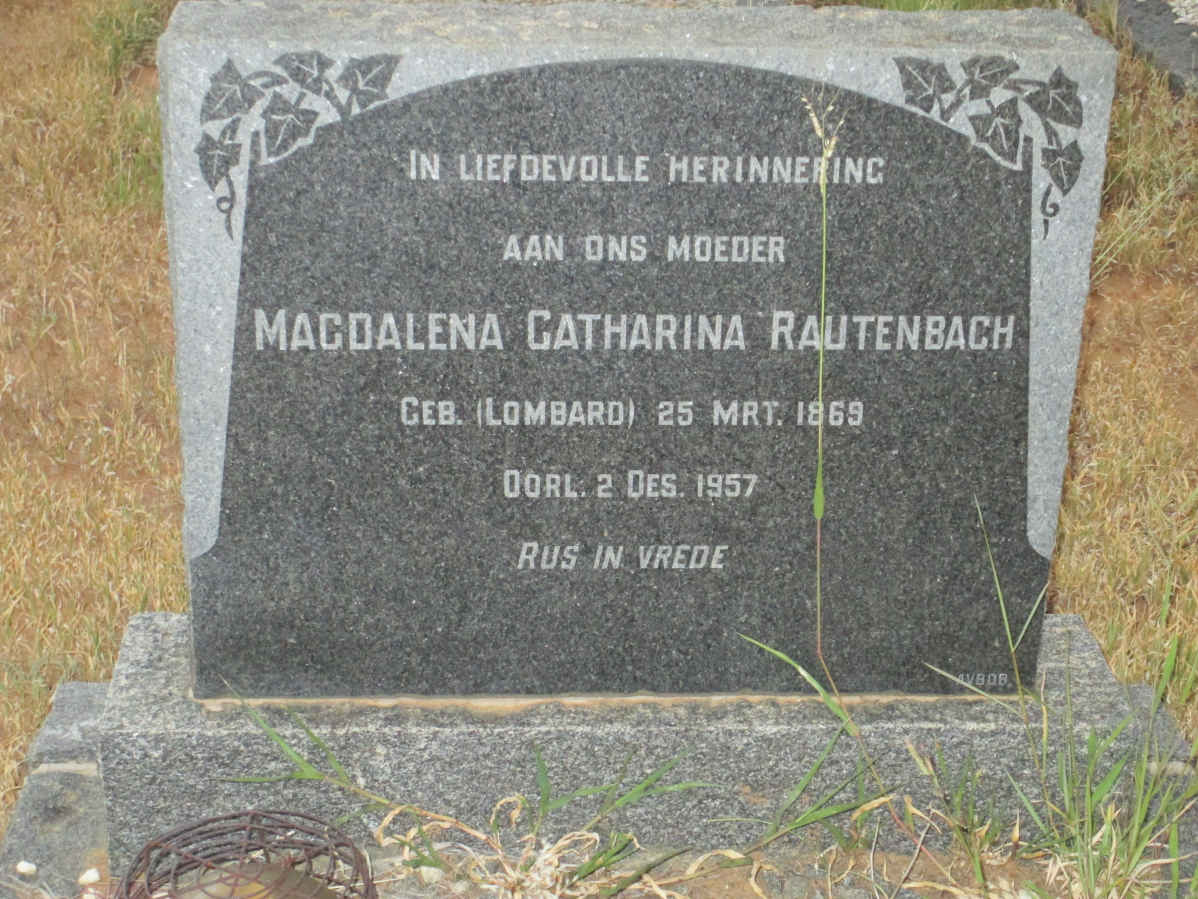 IN LIEFDEVOLLE HERINNERING
AAN ONS MOEDER
MAGDALENA CATHARINA RAUTENBACH
GEB. (LOMBARD) 25 MRT. 1869
OORL. 2 DES. 1957
RUS IN VREDE
AVBOB